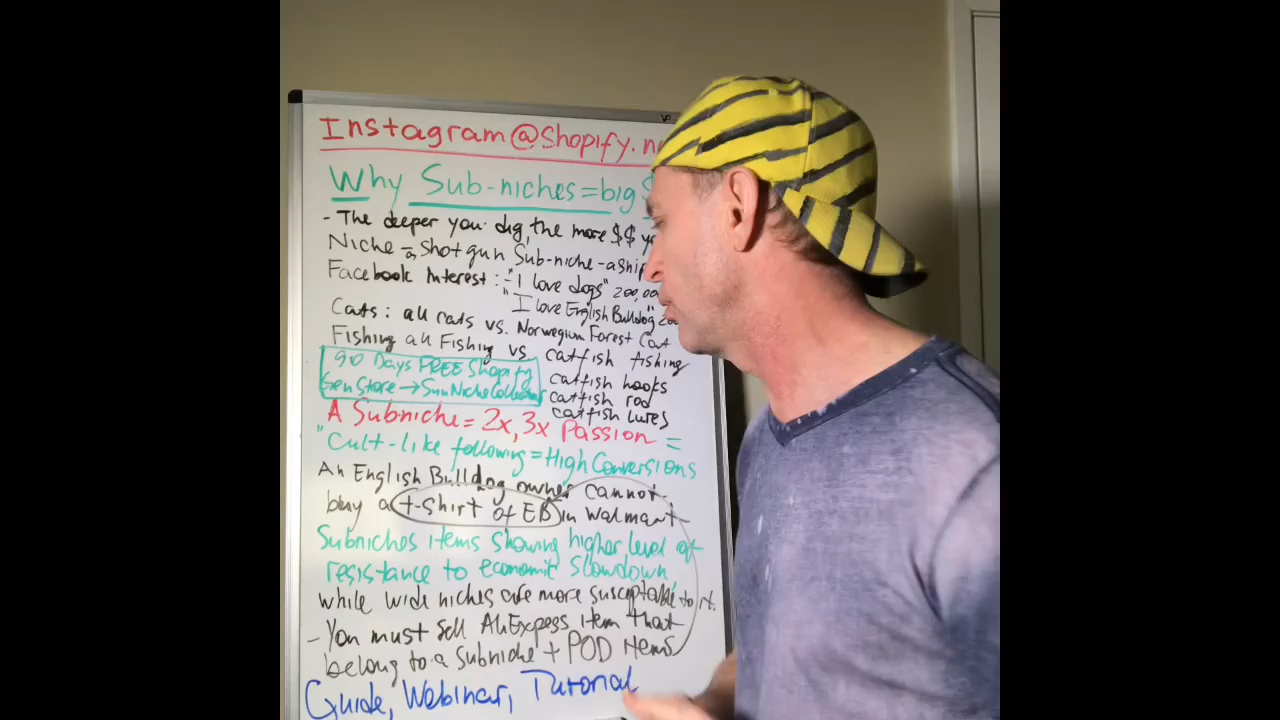 Instagram@Shopify.n
Why Sub-niches=big $
- The deeper you dig, the more $$ y
Niche = a shotgun Sub-niche - a
Facebook Interest: - "I love dogs" 200,00
"I love English Bulldog" 20
Cats: all cats vs. Norwegian Forest Cat
Fishing all Fishing vs catfish fishing
90 Days FREE Shopify
catfish hooks
Gen Store →
catfish rod
catfish lures
A Subniche = 2x, 3x Passion =
"Cult-like following = High Conversions
An English Bulldog owner cannot
buy a t-shirt of EB in Walmart
Subniches items showing higher level of
resistance to economic slowdown
while wide niches are more susceptable to it.
- You must sell AliExpess item that
belong to a Subniche + POD items
Guide, Webinar, Tutorial